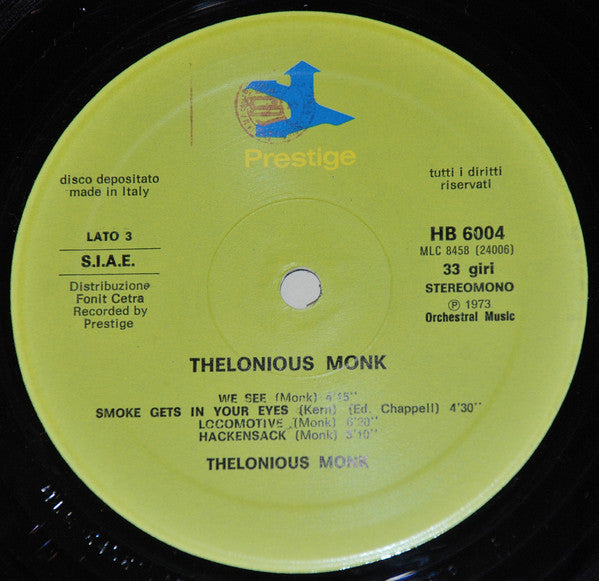 Prestige
disco depositato
made in Italy
tutti i diritti
riservati
LATO 3
S.I.A.E.
Distribuzione
Fonit Cetra
Recorded by
Prestige
HB 6004
MLC 8458 (24006)
33 giri
STEREOMONO
Ⓟ 1973
Orchestral Music
THELONIOUS MONK
WE SEE (Monk) 4'15''
SMOKE GETS IN YOUR EYES (Kern) (Ed. Chappell) 4'30''
LOCOMOTIVE (Monk) 6'20''
HACKENSACK (Monk) 5'10''
THELONIOUS MONK